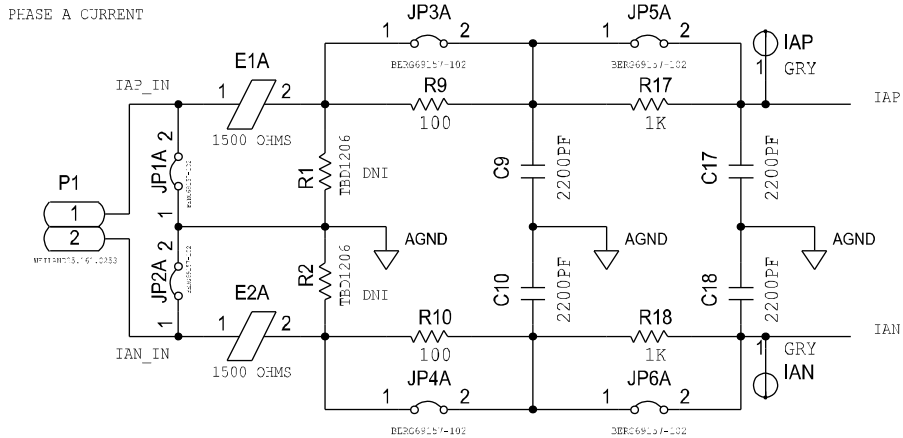 PHASE A CURRENT
JP3A
1 2
BERG69157-102
JP5A
1 2
BERG69157-102
IAP
1
GRY
IAP_IN
E1A
1 2
1500 OHMS
R9
100
R17
1K
IAP
2
JP1A
1
R1
TBD1206
DNI
C9
2200PF
C17
2200PF
P1
1
2
AGND
AGND
AGND
2
JP2A
1
R2
TBD1206
DNI
C10
2200PF
C18
2200PF
IAN_IN
E2A
1 2
1500 OHMS
R10
100
R18
1K
IAN
1
GRY
IAN
JP4A
1 2
BERG69157-102
JP6A
1 2
BERG69157-102